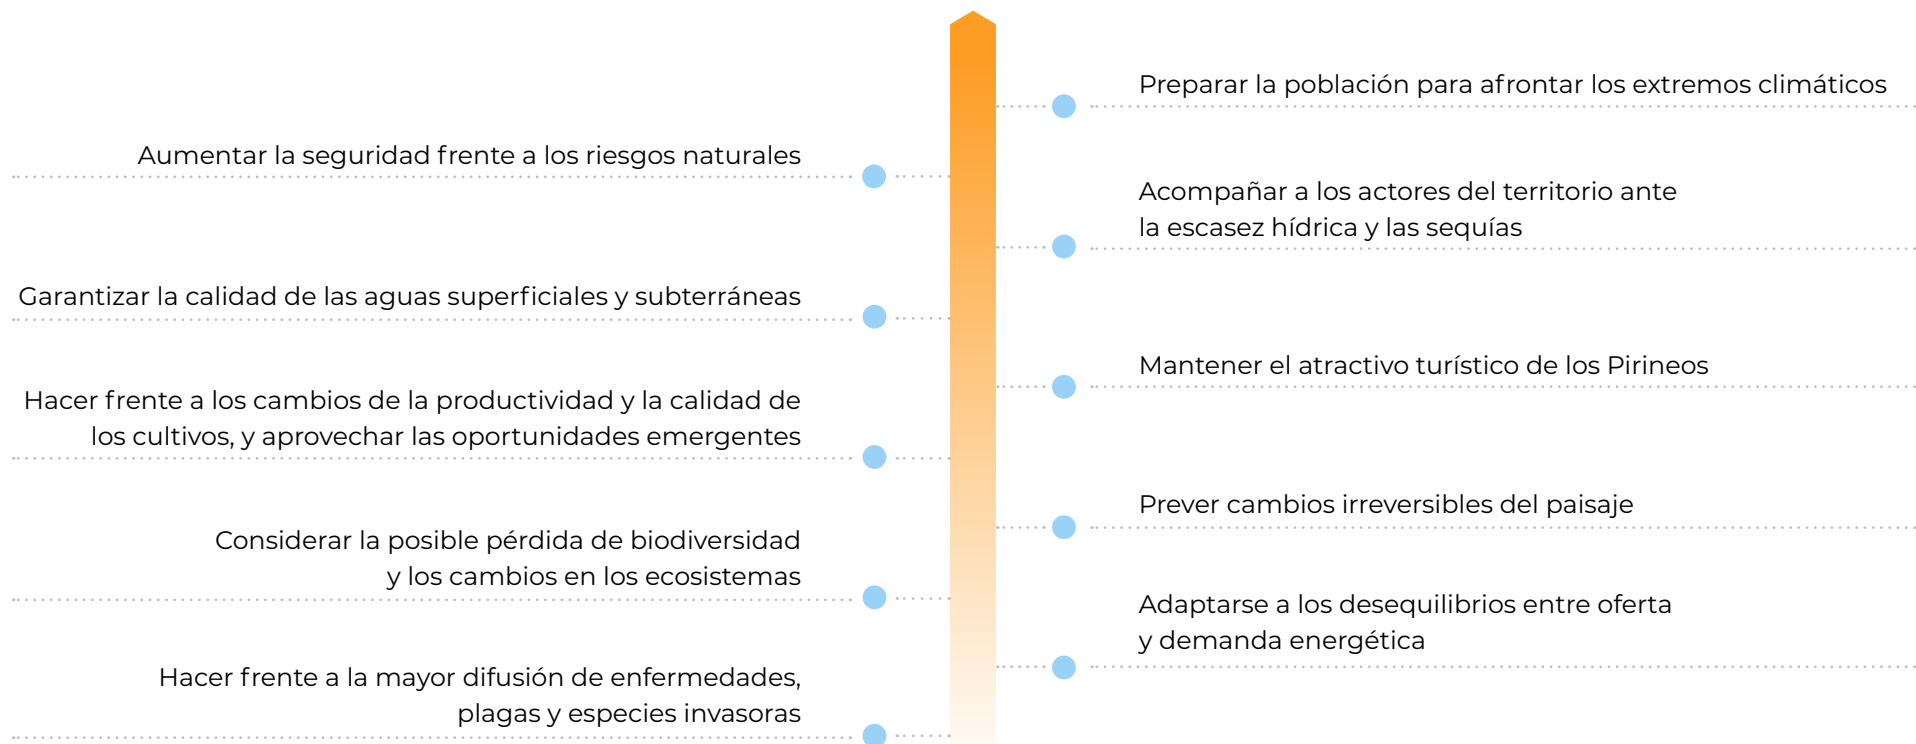 Preparar la población para afrontar los extremos climáticos
Aumentar la seguridad frente a los riesgos naturales
Acompañar a los actores del territorio ante
la escasez hídrica y las sequías
Garantizar la calidad de las aguas superficiales y subterráneas
Mantener el atractivo turístico de los Pirineos
Hacer frente a los cambios de la productividad y la calidad de
los cultivos, y aprovechar las oportunidades emergentes
Prever cambios irreversibles del paisaje
Considerar la posible pérdida de biodiversidad
y los cambios en los ecosistemas
Adaptarse a los desequilibrios entre oferta
y demanda energética
Hacer frente a la mayor difusión de enfermedades,
plagas y especies invasoras